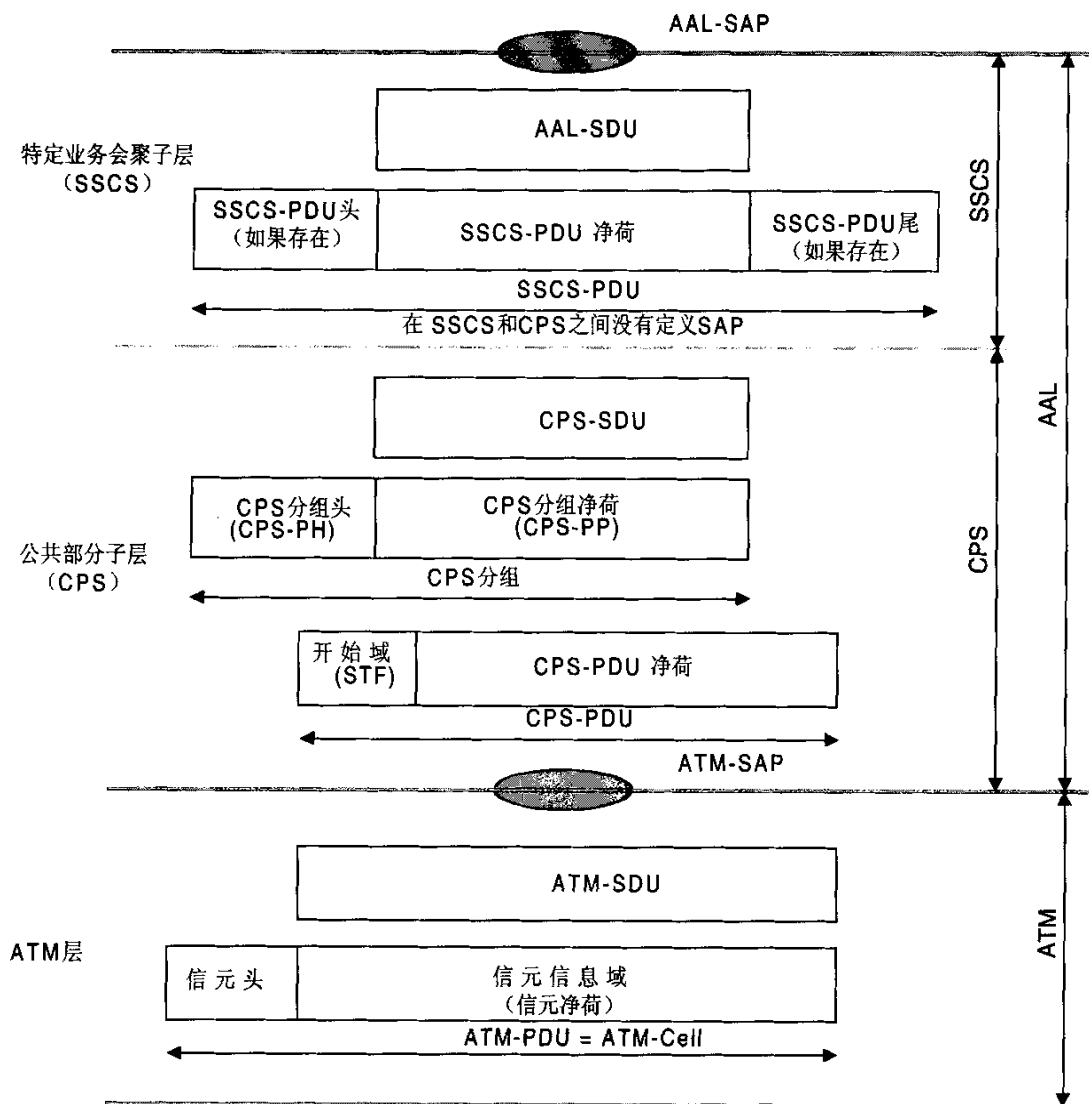 AAL-SAP
AAL-SDU
特定业务会聚子层
（SSCS）
SSCS-PDU头
（如果存在）
SSCS-PDU 净荷
SSCS-PDU尾
（如果存在）
SSCS-PDU
在 SSCS和CPS之间没有定义SAP
SSCS
AAL
CPS-SDU
CPS分组头
(CPS-PH)
CPS分组净荷
(CPS-PP)
公共部分子层
（CPS）
CPS分组
CPS
开始域
(STF)
CPS-PDU 净荷
CPS-PDU
ATM-SAP
ATM-SDU
ATM层
信元头
信元信息域
（信元净荷）
ATM-PDU = ATM-Cell
ATM